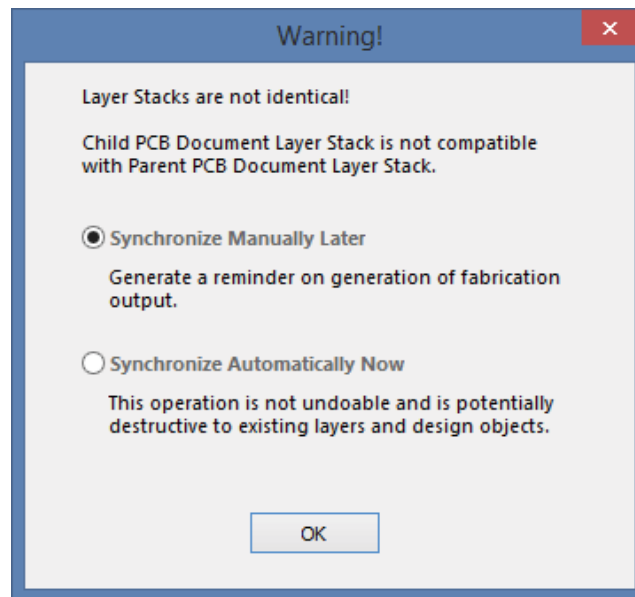 Warning!
Layer Stacks are not identical!
Child PCB Document Layer Stack is not compatible
with Parent PCB Document Layer Stack.
Synchronize Manually Later
Generate a reminder on generation of fabrication
output.
Synchronize Automatically Now
This operation is not undoable and is potentially
destructive to existing layers and design objects.
OK